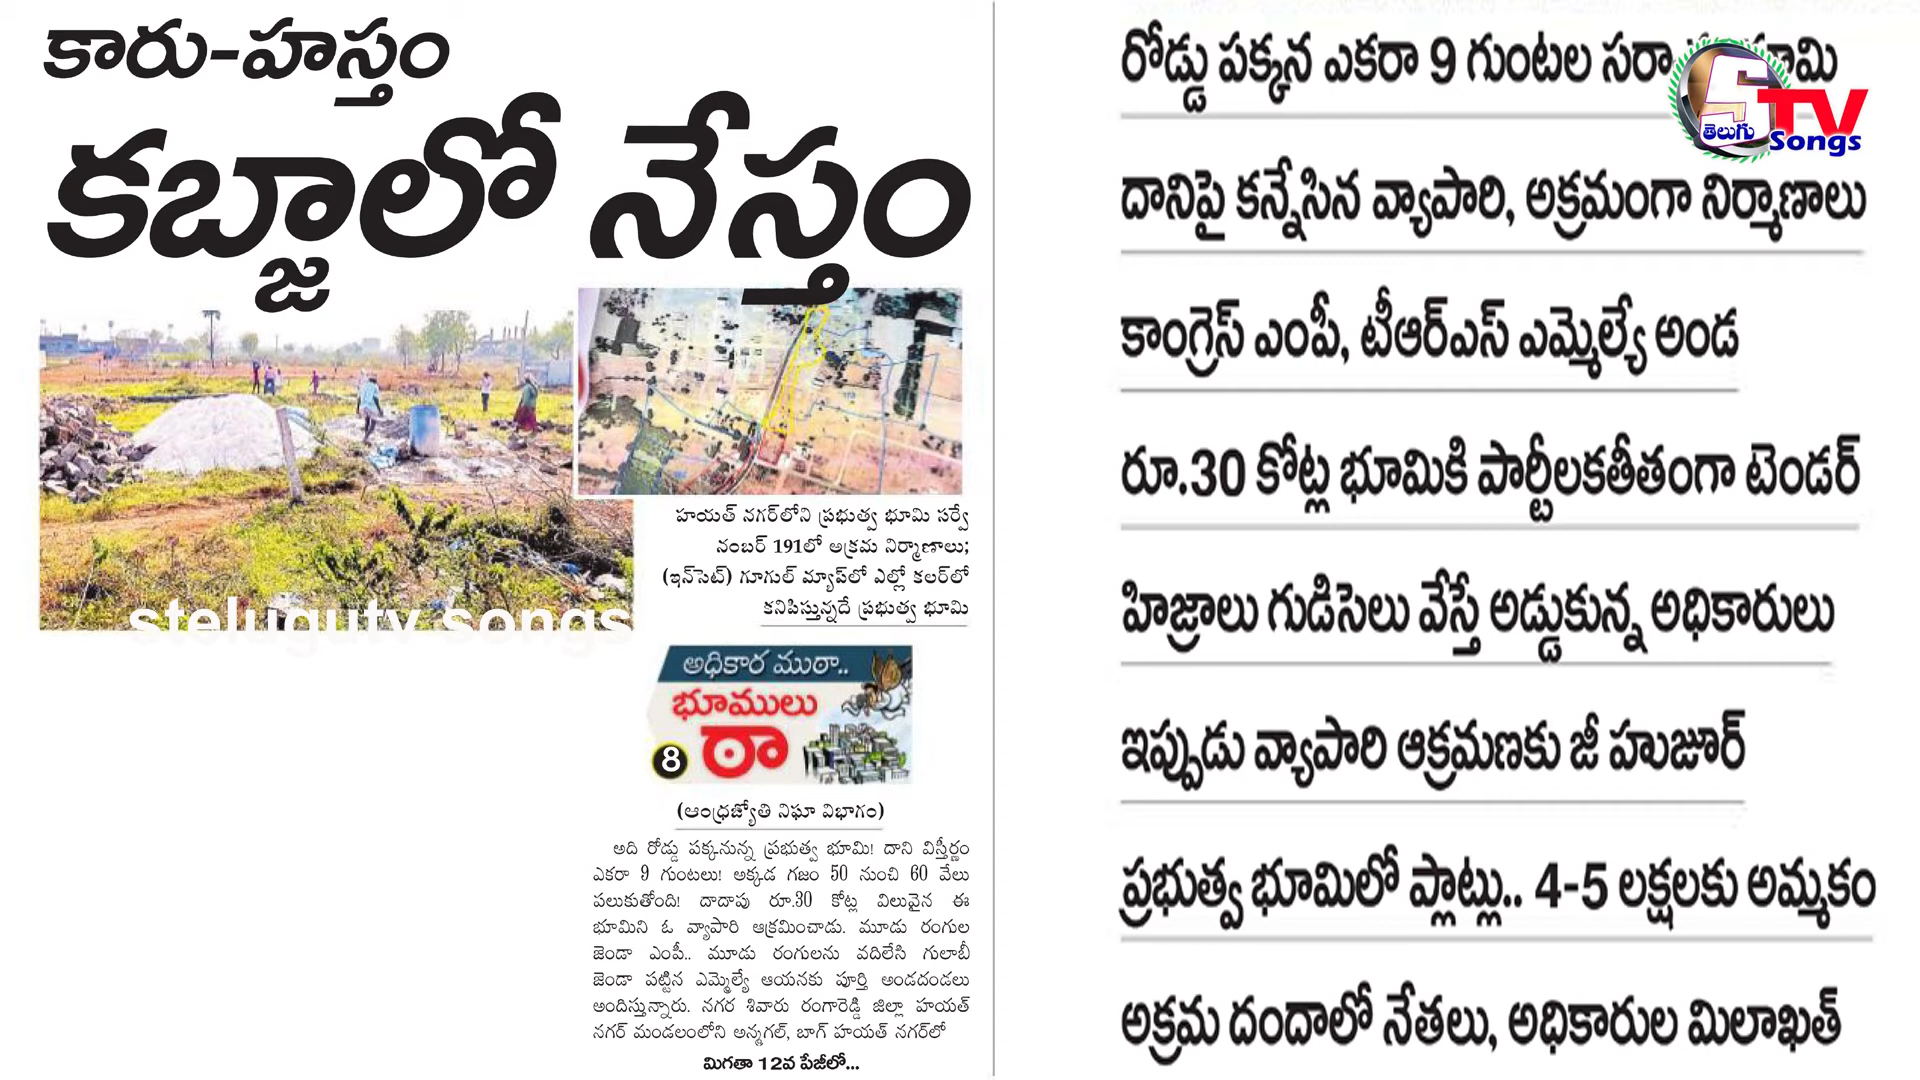 కారు-హస్తం
కబ్జాలో నేస్తం
హయత్ నగర్‌లోని ప్రభుత్వ భూమి సర్వే
నంబర్ 191లో అక్రమ నిర్మాణాలు;
(ఇన్‌సెట్) గూగుల్ మ్యాప్‌లో ఎల్లో కలర్‌లో
కనిపిస్తున్నదే ప్రభుత్వ భూమి
stelugutv songs
అధికార ముఠా..
భూములు
ఠా
8
(ఆంధ్రజ్యోతి నిఘా విభాగం)
అది రోడ్డు పక్కనున్న ప్రభుత్వ భూమి! దాని విస్తీర్ణం
ఎకరా 9 గుంటలు! అక్కడ గజం 50 నుంచి 60 వేలు
పలుకుతోంది! దాదాపు రూ.30 కోట్ల విలువైన ఈ
భూమిని ఓ వ్యాపారి ఆక్రమించాడు. మూడు రంగుల
జెండా ఎంపీ.. మూడు రంగులను వదిలేసి గులాబీ
జెండా పట్టిన ఎమ్మెల్యే ఆయనకు పూర్తి అండదండలు
అందిస్తున్నారు. నగర శివారు రంగారెడ్డి జిల్లా హయత్
నగర్ మండలంలోని అన్మగల్, బాగ్ హయత్ నగర్‌లో
మిగతా 12వ పేజీలో...
రోడ్డు పక్కన ఎకరా 9 గుంటల
దానిపై కన్నేసిన వ్యాపారి, అక్రమంగా నిర్మాణాలు
కాంగ్రెస్ ఎంపీ, టీఆర్ఎస్ ఎమ్మెల్యే అండ
రూ.30 కోట్ల భూమికి పార్టీలకతీతంగా టెండర్
హిజ్రాలు గుడిసెలు వేస్తే అడ్డుకున్న అధికారులు
ఇప్పుడు వ్యాపారి ఆక్రమణకు జీ హుజూర్
ప్రభుత్వ భూమిలో ప్లాట్లు.. 4-5 లక్షలకు అమ్మకం
అక్రమ దందాలో నేతలు, అధికారుల మిలాఖత్
S
తెలుగు
TV
Songs